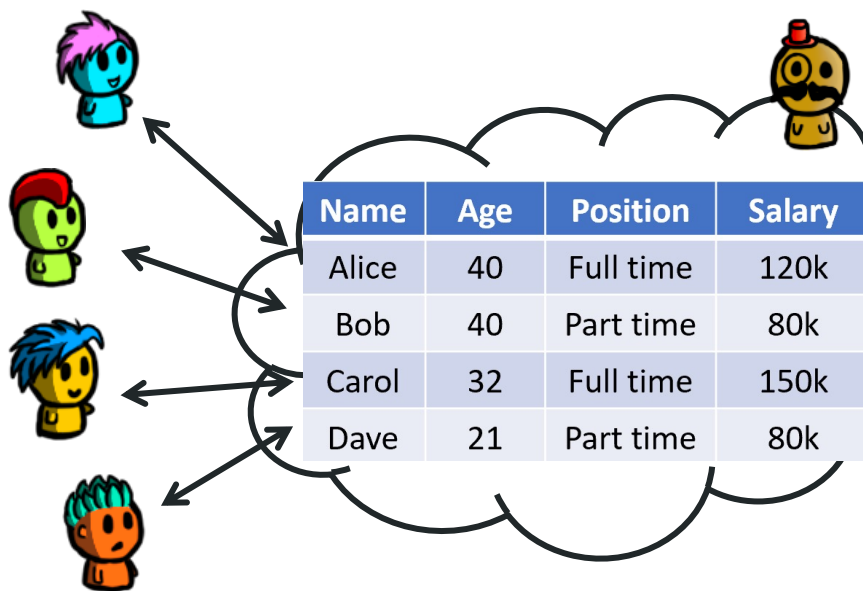 Name Age Position Salary
Alice 40 Full time 120k
Bob 40 Part time 80k
Carol 32 Full time 150k
Dave 21 Part time 80k